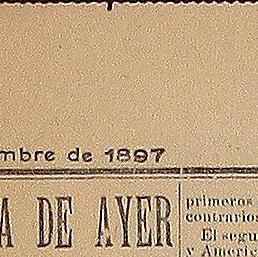 mbre de 1897
A DE AYER
primeros
contrarios
El segu
y Americ